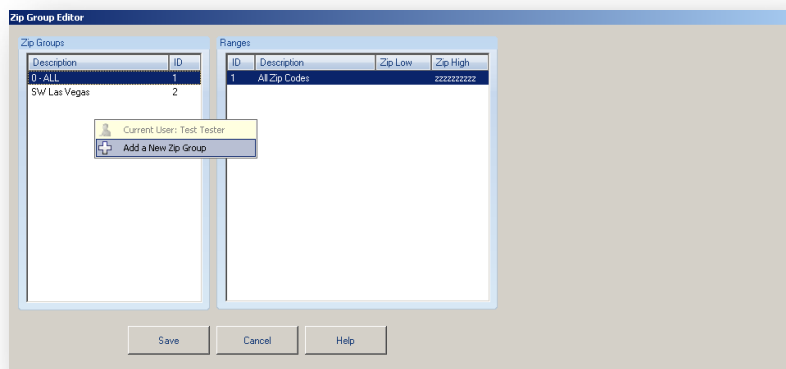 Zip Group Editor
Zip Groups
Ranges
Description ID
ID Description Zip Low Zip High
0 - ALL 1
1 All Zip Codes zzzzzzzzzz
SW Las Vegas 2
Current User: Test Tester
Add a New Zip Group
Save Cancel Help